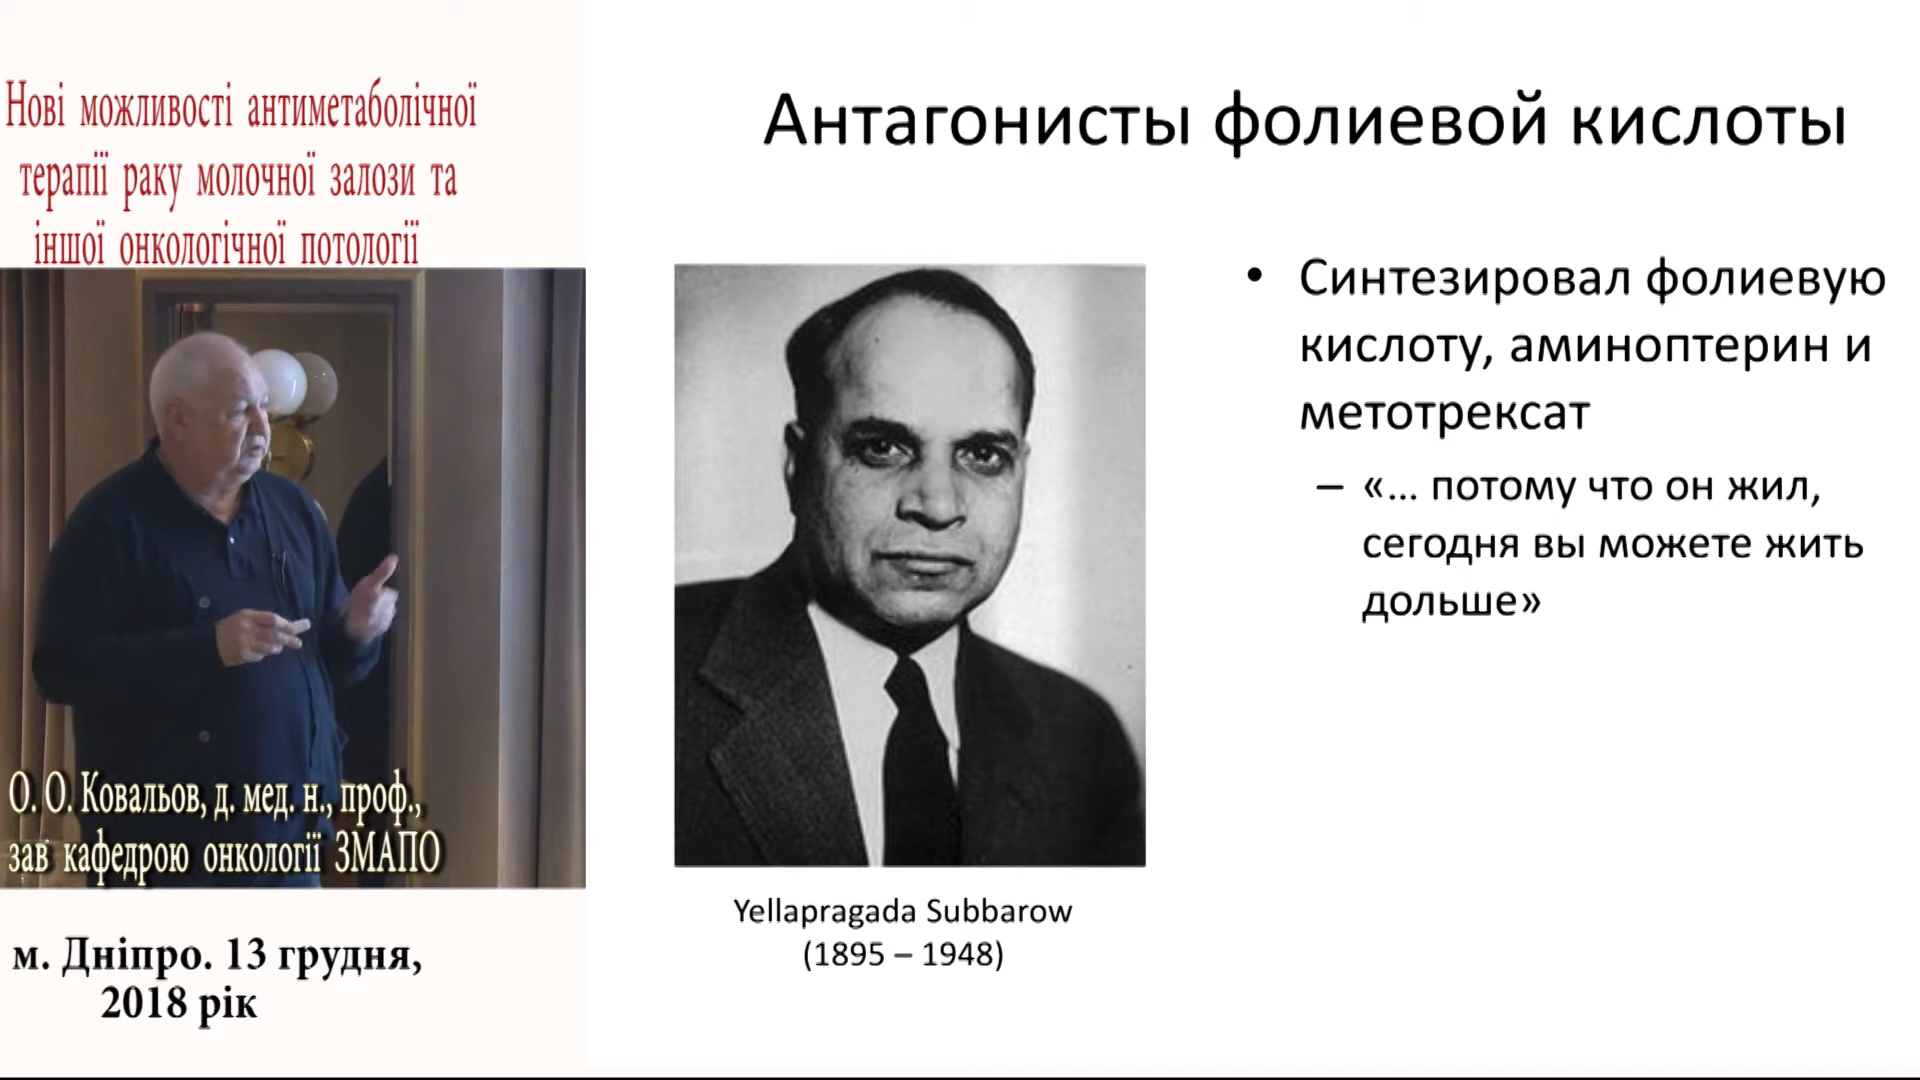 Нові можливості антиметаболічної
терапії раку молочної залози та
іншої онкологічної потології
О. О. Ковальов, д. мед. н., проф.,
зав кафедрою онкології ЗМАПО
м. Дніпро. 13 грудня,
2018 рік
Антагонисты фолиевой кислоты
• Синтезировал фолиевую
кислоту, аминоптерин и
метотрексат
– «... потому что он жил,
сегодня вы можете жить
дольше»
Yellapragada Subbarow
(1895 – 1948)